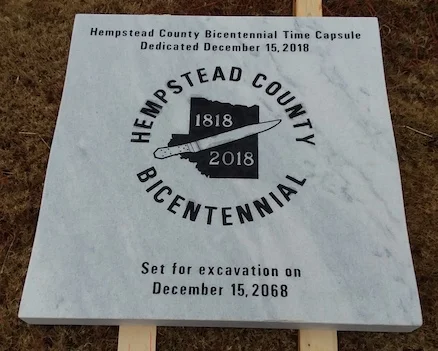 Hempstead County Bicentennial Time Capsule
Dedicated December 15, 2018
HEMPSTEAD COUNTY
1818
2018
BICENTENNIAL
Set for excavation on
December 15, 2068